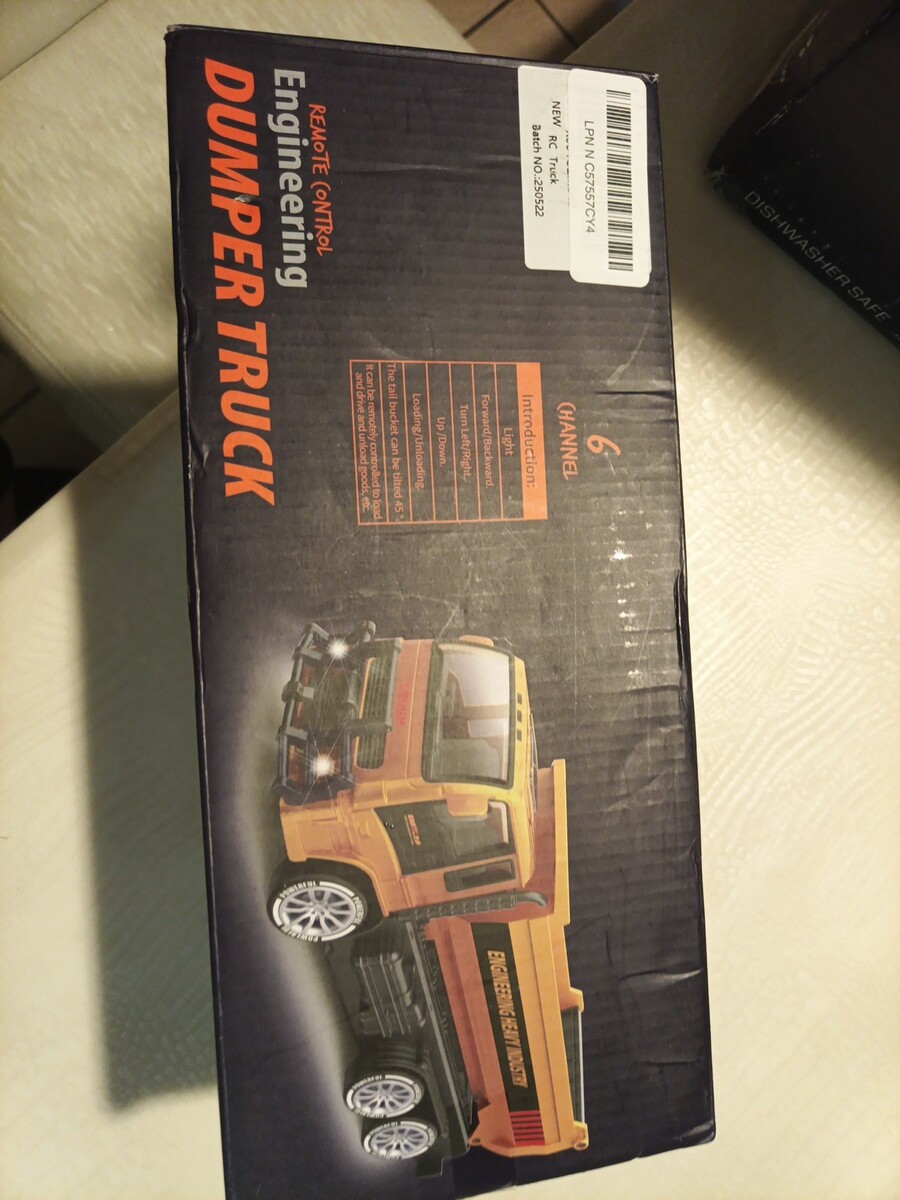 REMOTE CONTROL
Engineering
DUMPER TRUCK
LPN N C57557CY4
NEW RC Truck
Batch NO.:250522
6
CHANNEL
Introduction:
Light
Forward/Backward.
Turn Left/Right.
Up /Down.
Loading/Unloading.
The tail bucket can be tilted 45 °.
It can be remotely controlled to load
and drive and unload goods, etc.
ENGINEERING HEAVY INDUSTRY
DISHWASHER SAFE